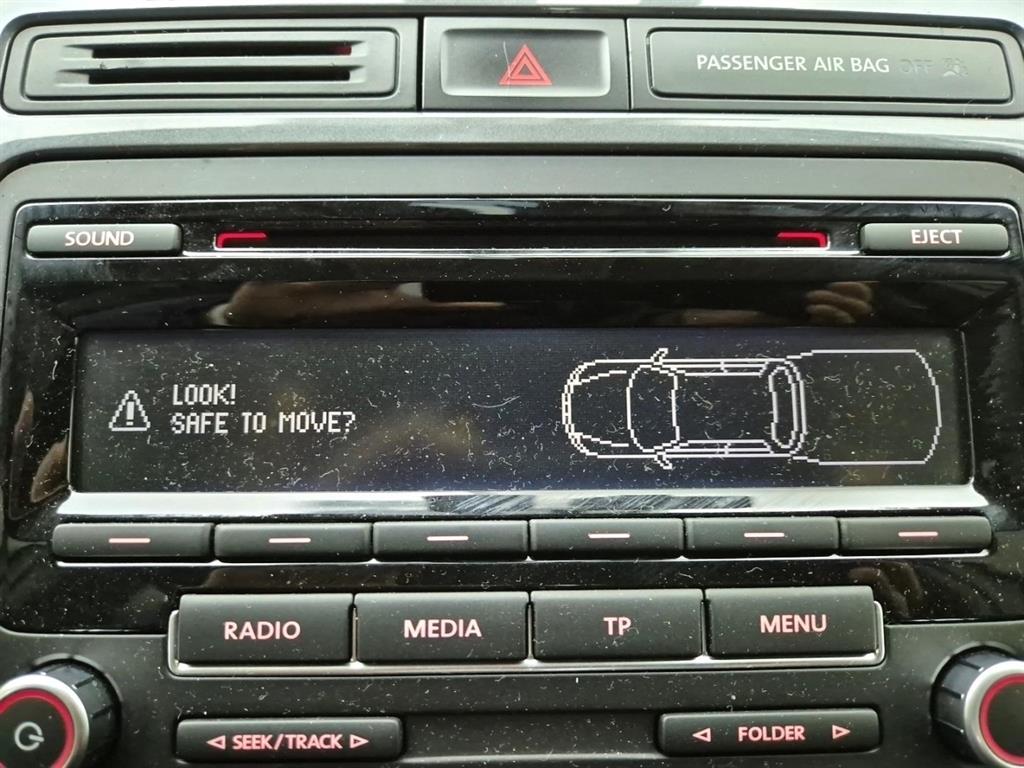 PASSENGER AIR BAG OFF
SOUND
EJECT
LOOK!
SAFE TO MOVE?
RADIO
MEDIA
TP
MENU
SEEK/TRACK
FOLDER